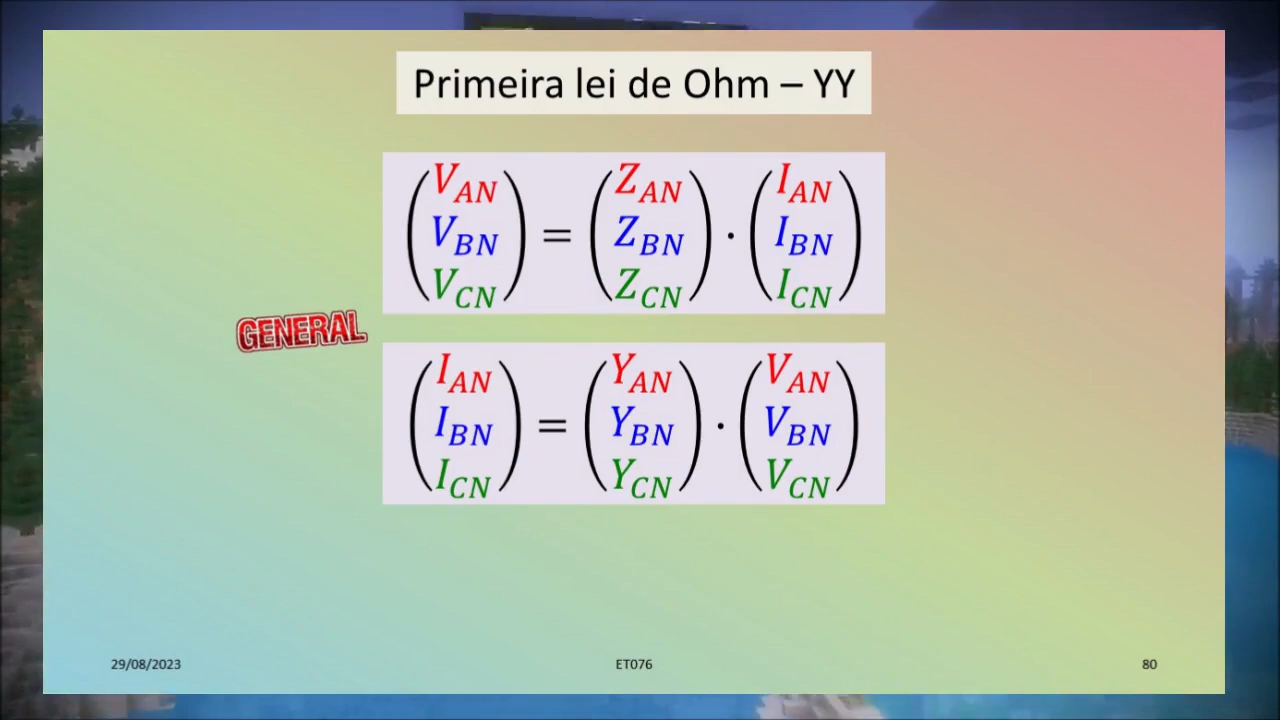 Primeira lei de Ohm – YY
(V_AN V_BN V_CN) = (Z_AN Z_BN Z_CN) · (I_AN I_BN I_CN)
GENERAL
(I_AN I_BN I_CN) = (Y_AN Y_BN Y_CN) · (V_AN V_BN V_CN)
29/08/2023 ET076 80